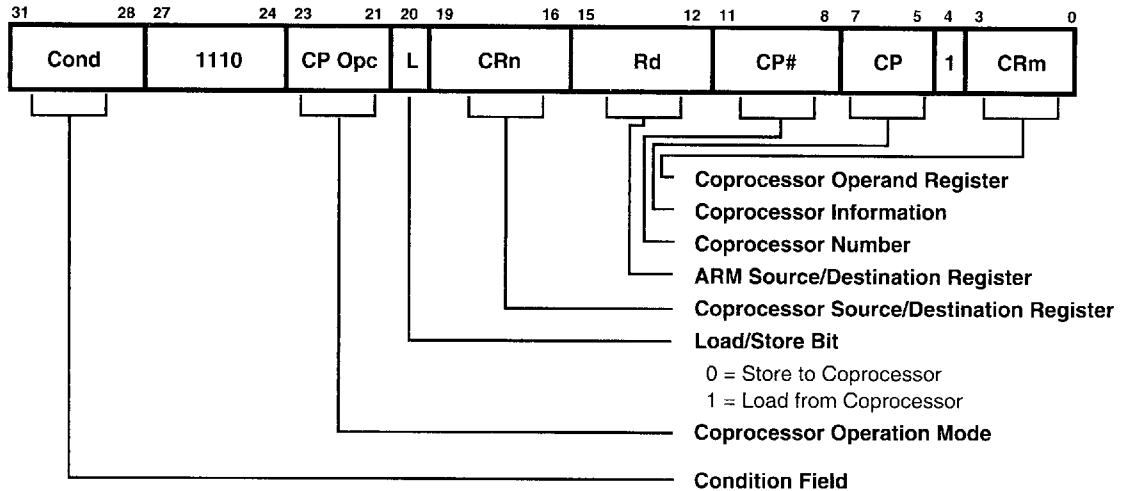 31 28 27 24 23 21 20 19 16 15 12 11 8 7 5 4 3 0
Cond 1110 CP Opc L CRn Rd CP# CP 1 CRm
Coprocessor Operand Register
Coprocessor Information
Coprocessor Number
ARM Source/Destination Register
Coprocessor Source/Destination Register
Load/Store Bit
0 = Store to Coprocessor
1 = Load from Coprocessor
Coprocessor Operation Mode
Condition Field